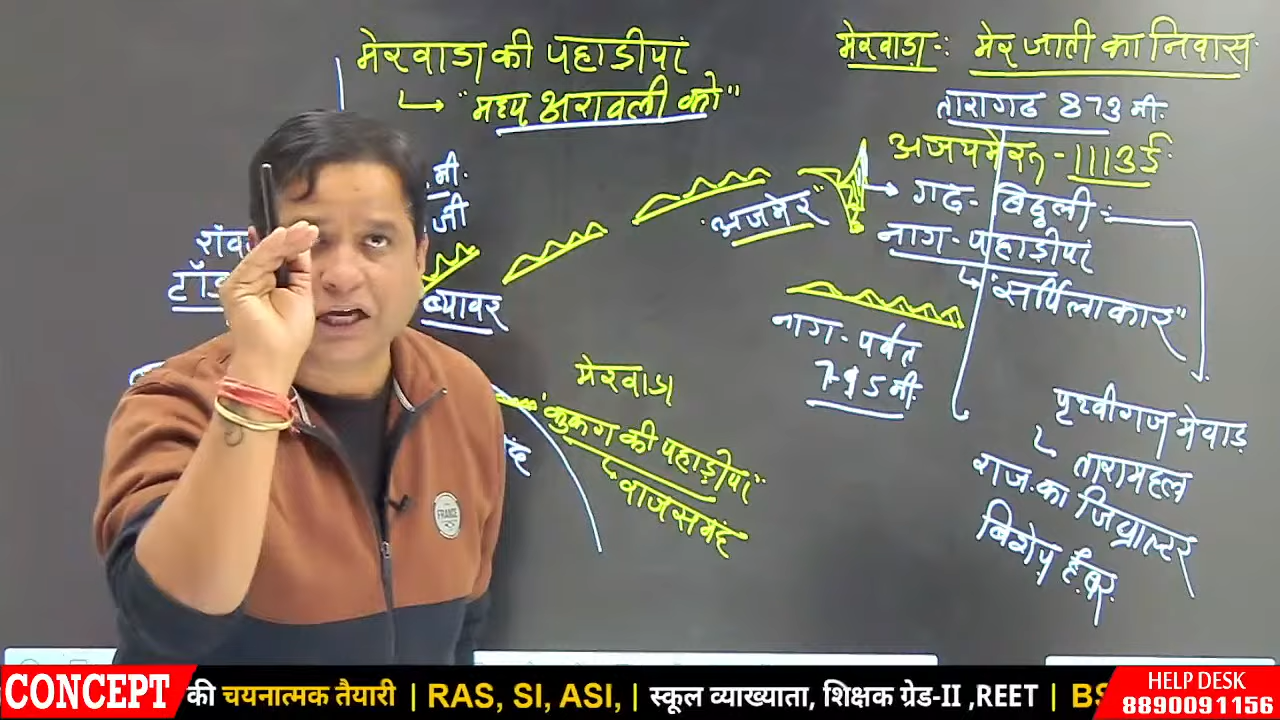 मेरवाडा की पहाडीयां
"मध्य अरावली को"
मेरवाडा:- मेर जाती का निवास
तारागढ 873 मी.
अजयमेरू - 1113ई
गढ - बिठ्ठली :-
नाग - पहाडीयां
"सर्पिलाकार"
मी.
जी
"अजमेर"
टॉड
ब्यावर
नाग - पर्वत
795 मी.
मेरवाडा
की पहाड़ीयां"
राजसमंद
पृथ्वीराज मेवाड़
तारामहल
राज. का जिब्राल्टर
बिशप हैबर
FRANCE
CONCEPT
की चयनात्मक तैयारी | RAS, SI, ASI, | स्कूल व्याख्याता, शिक्षक ग्रेड-II ,REET | BS
HELP DESK
8890091156